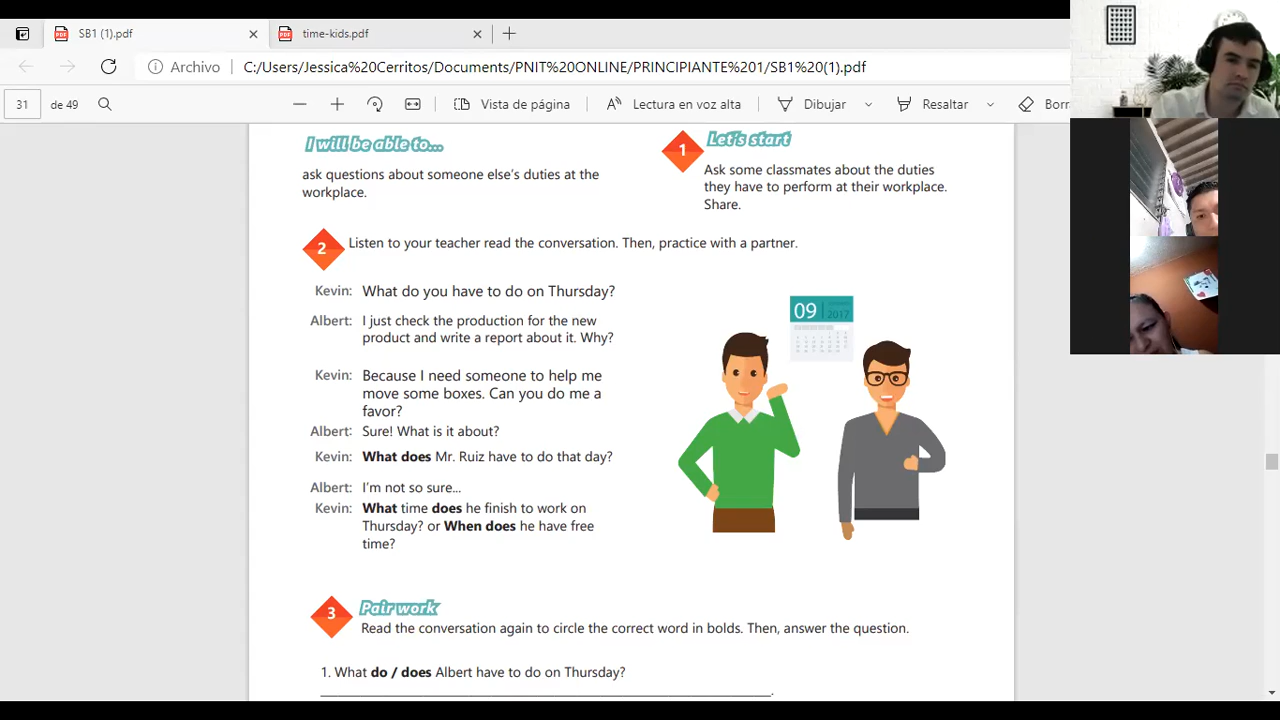 SB1 (1).pdf
time-kids.pdf
Archivo
C:/Users/Jessica%20Cerritos/Documents/PNIT%20ONLINE/PRINCIPIANTE%201/SB1%20(1).pdf
31
de 49
Vista de página
Lectura en voz alta
Dibujar
Resaltar
Borr
I will be able to...
ask questions about someone else's duties at the
workplace.
1
Let's start
Ask some classmates about the duties
they have to perform at their workplace.
Share.
2
Listen to your teacher read the conversation. Then, practice with a partner.
Kevin: What do you have to do on Thursday?
Albert: I just check the production for the new
product and write a report about it. Why?
Kevin: Because I need someone to help me
move some boxes. Can you do me a
favor?
Albert: Sure! What is it about?
Kevin: What does Mr. Ruiz have to do that day?
Albert: I'm not so sure...
Kevin: What time does he finish to work on
Thursday? or When does he have free
time?
09
2017
3
Pair work
Read the conversation again to circle the correct word in bolds. Then, answer the question.
1. What do / does Albert have to do on Thursday?